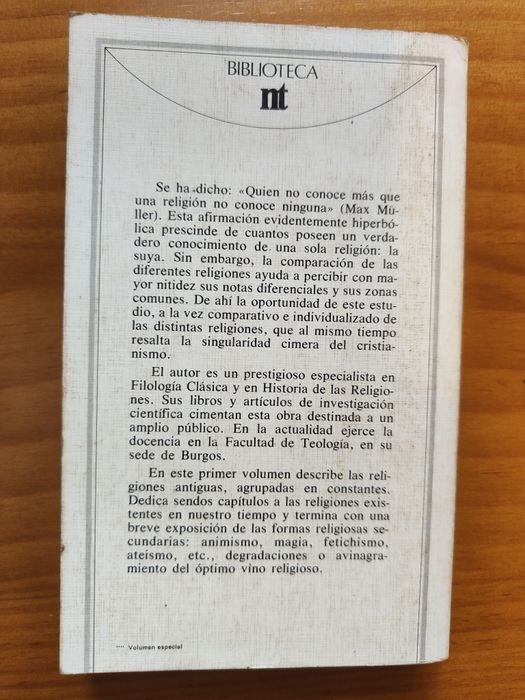 BIBLIOTECA
nt
Se ha dicho: «Quien no conoce más que
una religión no conoce ninguna» (Max Mü-
ller). Esta afirmación evidentemente hiperbó-
lica prescinde de cuantos poseen un verda-
dero conocimiento de una sola religión: la
suya. Sin embargo, la comparación de las
diferentes religiones ayuda a percibir con ma-
yor nitidez sus notas diferenciales y sus zonas
comunes. De ahí la oportunidad de este estu-
dio, a la vez comparativo e individualizado de
las distintas religiones, que al mismo tiempo
resalta la singularidad cimera del cristia-
nismo.
El autor es un prestigioso especialista en
Filología Clásica y en Historia de las Religio-
nes. Sus libros y artículos de investigación
científica cimentan esta obra destinada a un
amplio público. En la actualidad ejerce la
docencia en la Facultad de Teología, en su
sede de Burgos.
En este primer volumen describe las reli-
giones antiguas, agrupadas en constantes.
Dedica sendos capítulos a las religiones exis-
tentes en nuestro tiempo y termina con una
breve exposición de las formas religiosas se-
cundarias: animismo, magia, fetichismo,
ateísmo, etc., degradaciones o avinagra-
miento del óptimo vino religioso.
**** Volumen especial